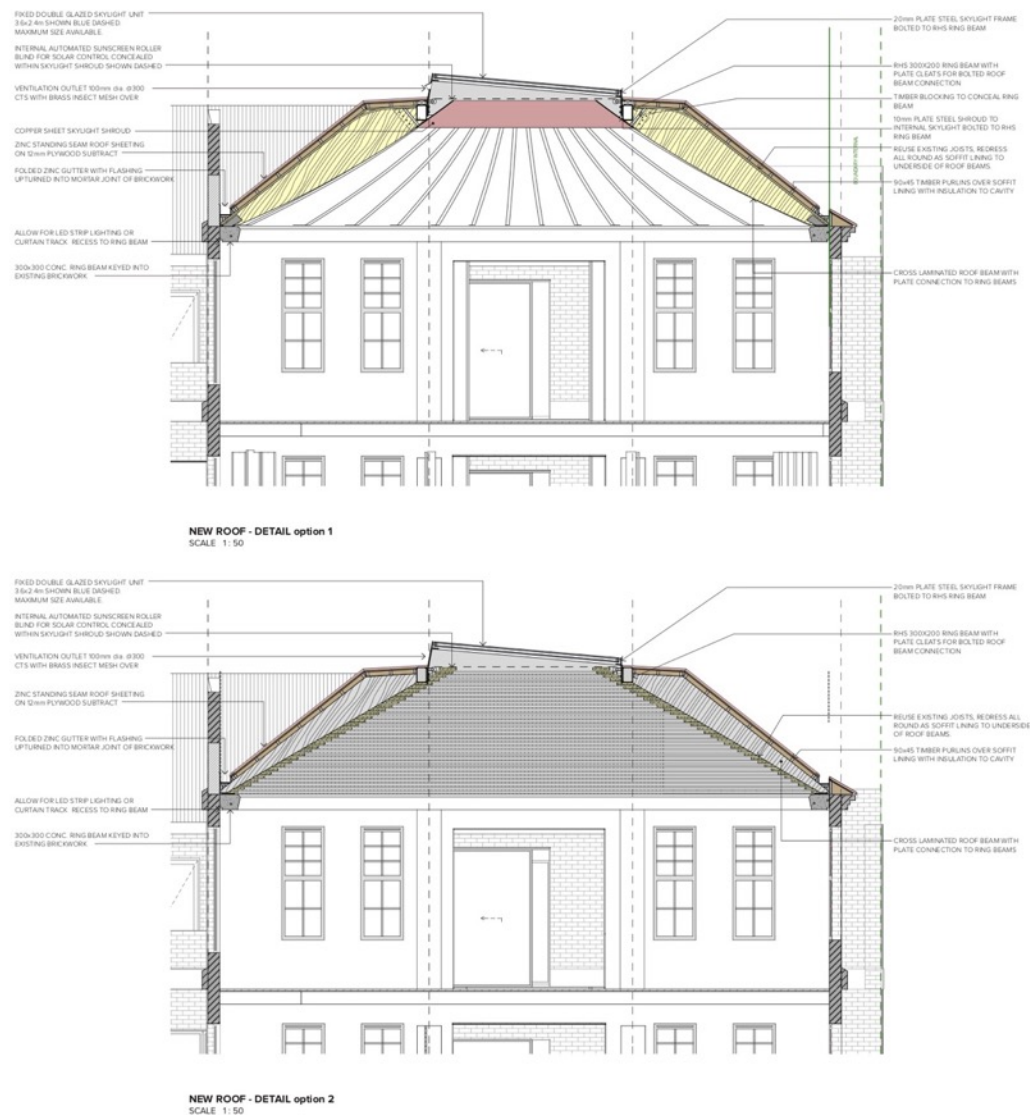 FIXED DOUBLE GLAZED SKYLIGHT UNIT
3.6x2.4m SHOWN BLUE DASHED.
MAXIMUM SIZE AVAILABLE.
INTERNAL AUTOMATED SUNSCREEN ROLLER
BLIND FOR SOLAR CONTROL CONCEALED
WITHIN SKYLIGHT SHROUD SHOWN DASHED
VENTILATION OUTLET 100mm dia. @300
CTS WITH BRASS INSECT MESH OVER
COPPER SHEET SKYLIGHT SHROUD
ZINC STANDING SEAM ROOF SHEETING
ON 12mm PLYWOOD SUBTRACT
FOLDED ZINC GUTTER WITH FLASHING
UPTURNED INTO MORTAR JOINT OF BRICKWORK
ALLOW FOR LED STRIP LIGHTING OR
CURTAIN TRACK RECESS TO RING BEAM
300x300 CONC. RING BEAM KEYED INTO
EXISTING BRICKWORK
20mm PLATE STEEL SKYLIGHT FRAME
BOLTED TO RHS RING BEAM
RHS 300X200 RING BEAM WITH
PLATE CLEATS FOR BOLTED ROOF
BEAM CONNECTION
TIMBER BLOCKING TO CONCEAL RING
BEAM
10mm PLATE STEEL SHROUD TO
INTERNAL SKYLIGHT BOLTED TO RHS
RING BEAM
REUSE EXISTING JOISTS, REDRESS
ALL ROUND AS SOFFIT LINING TO
UNDERSIDE OF ROOF BEAMS.
90x45 TIMBER PURLINS OVER SOFFIT
LINING WITH INSULATION TO CAVITY
CROSS LAMINATED ROOF BEAM WITH
PLATE CONNECTION TO RING BEAMS
NEW ROOF - DETAIL option 1
SCALE 1 : 50
FIXED DOUBLE GLAZED SKYLIGHT UNIT
3.6x2.4m SHOWN BLUE DASHED.
MAXIMUM SIZE AVAILABLE.
INTERNAL AUTOMATED SUNSCREEN ROLLER
BLIND FOR SOLAR CONTROL CONCEALED
WITHIN SKYLIGHT SHROUD SHOWN DASHED
VENTILATION OUTLET 100mm dia. @300
CTS WITH BRASS INSECT MESH OVER
ZINC STANDING SEAM ROOF SHEETING
ON 12mm PLYWOOD SUBTRACT
FOLDED ZINC GUTTER WITH FLASHING
UPTURNED INTO MORTAR JOINT OF BRICKWORK
ALLOW FOR LED STRIP LIGHTING OR
CURTAIN TRACK RECESS TO RING BEAM
300x300 CONC. RING BEAM KEYED INTO
EXISTING BRICKWORK
20mm PLATE STEEL SKYLIGHT FRAME
BOLTED TO RHS RING BEAM
RHS 300X200 RING BEAM WITH
PLATE CLEATS FOR BOLTED ROOF
BEAM CONNECTION
REUSE EXISTING JOISTS, REDRESS ALL
ROUND AS SOFFIT LINING TO UNDERSIDE
OF ROOF BEAMS.
90x45 TIMBER PURLINS OVER SOFFIT
LINING WITH INSULATION TO CAVITY
CROSS LAMINATED ROOF BEAM WITH
PLATE CONNECTION TO RING BEAMS
NEW ROOF - DETAIL option 2
SCALE 1 : 50